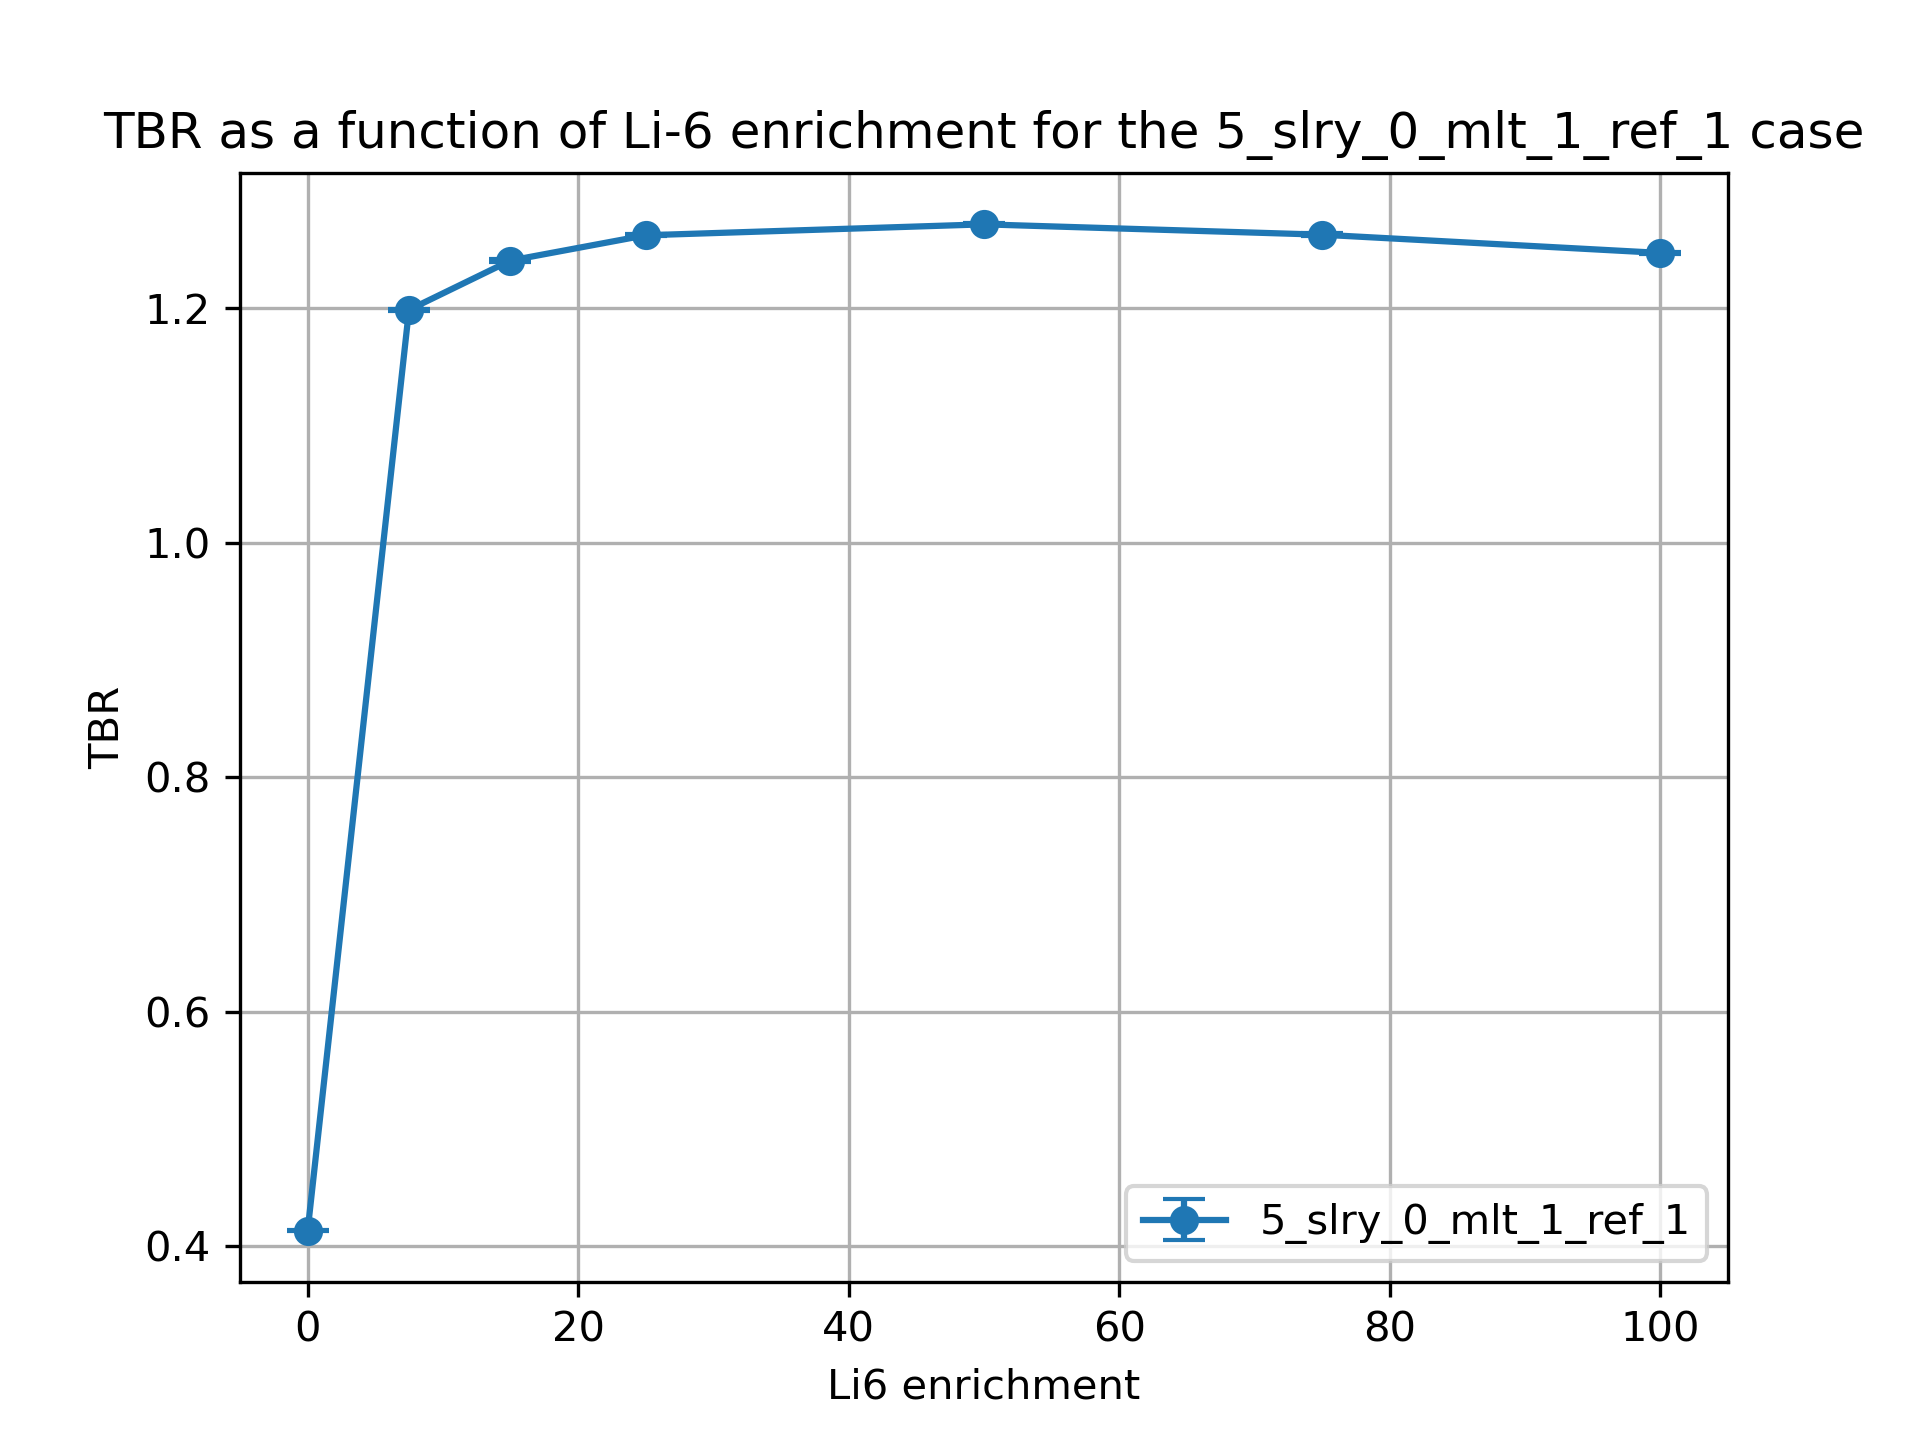 TBR as a function of Li-6 enrichment for the 5_slry_0_mlt_1_ref_1 case
1.2
1.0
0.8
0.6
0.4
TBR
5_slry_0_mlt_1_ref_1
0 20 40 60 80 100
Li6 enrichment